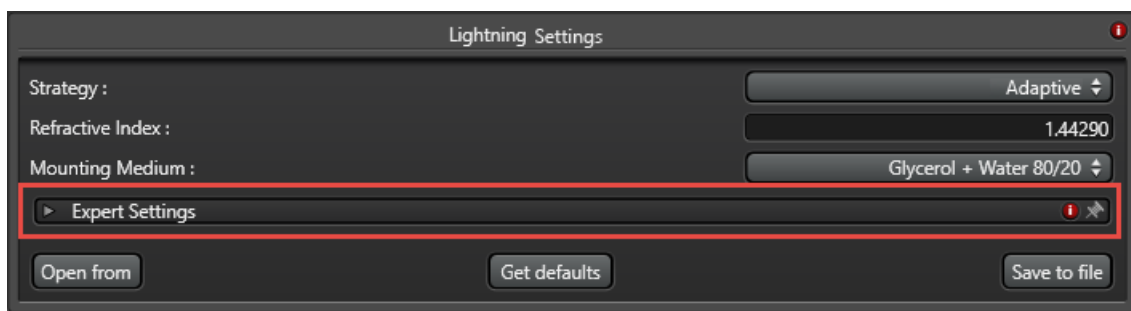 Lightning Settings
Strategy : Adaptive
Refractive Index : 1.44290
Mounting Medium : Glycerol + Water 80/20
Expert Settings
Open from Get defaults Save to file